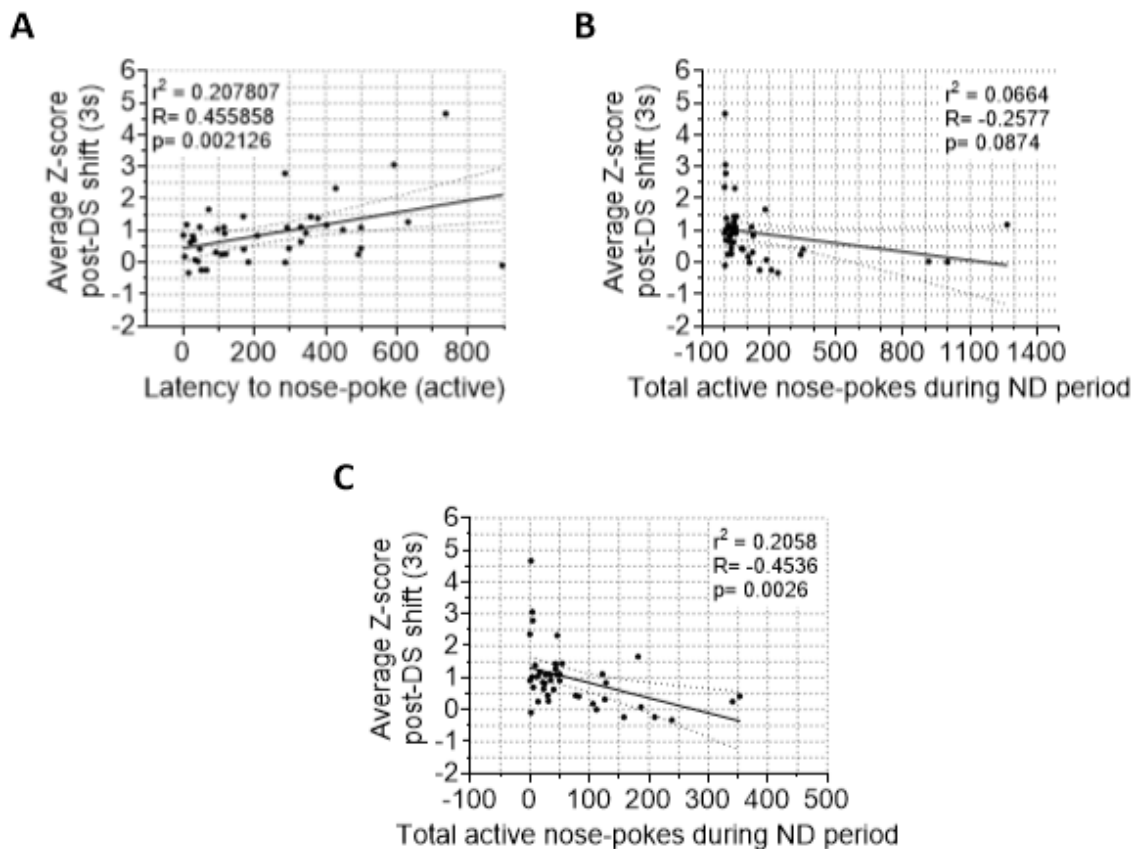 A
Average Z-score
post-DS shift (3s)
6
5
4
3
2
1
0
-1
-2
r² = 0.207807
R= 0.455858
p= 0.002126
0 200 400 600 800
Latency to nose-poke (active)
B
Average Z-score
post-DS shift (3s)
6
5
4
3
2
1
0
-1
-2
r² = 0.0664
R= -0.2577
p= 0.0874
-100 200 500 800 1100 1400
Total active nose-pokes during ND period
C
Average Z-score
post-DS shift (3s)
6
5
4
3
2
1
0
-1
-2
r² = 0.2058
R= -0.4536
p= 0.0026
-100 0 100 200 300 400 500
Total active nose-pokes during ND period